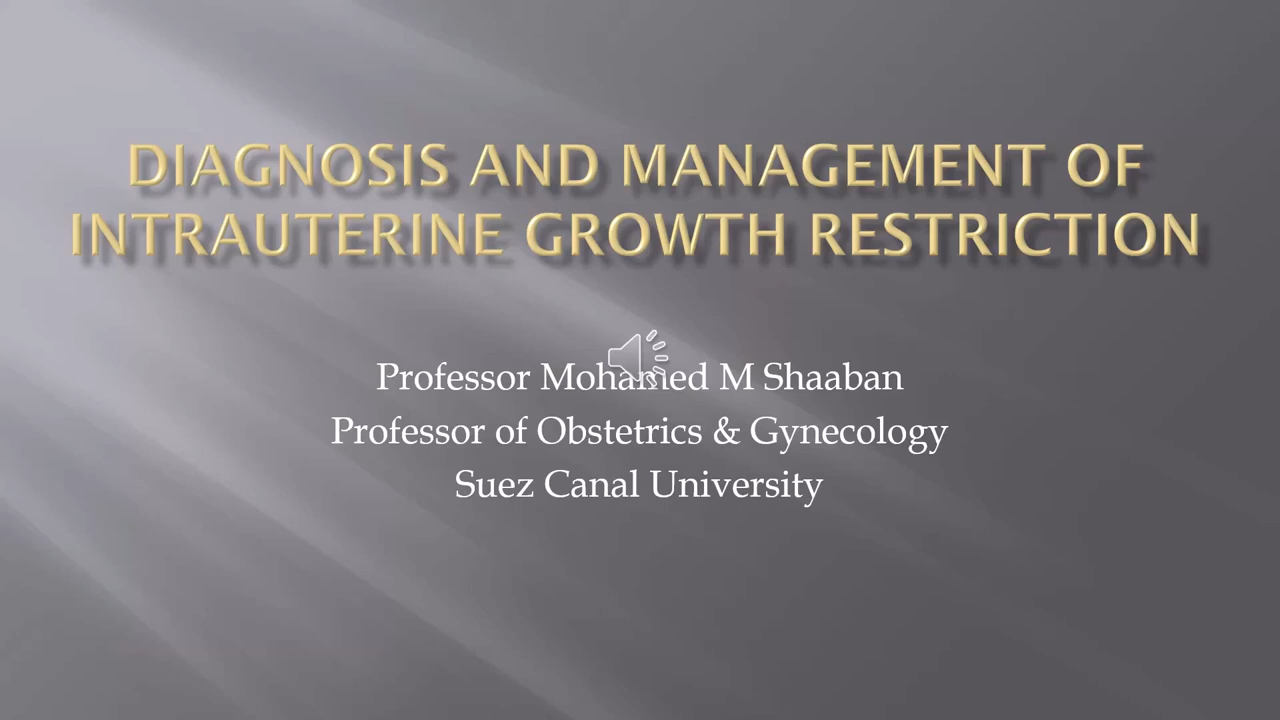 DIAGNOSIS AND MANAGEMENT OF
INTRAUTERINE GROWTH RESTRICTION
Professor Mohamed M Shaaban
Professor of Obstetrics & Gynecology
Suez Canal University